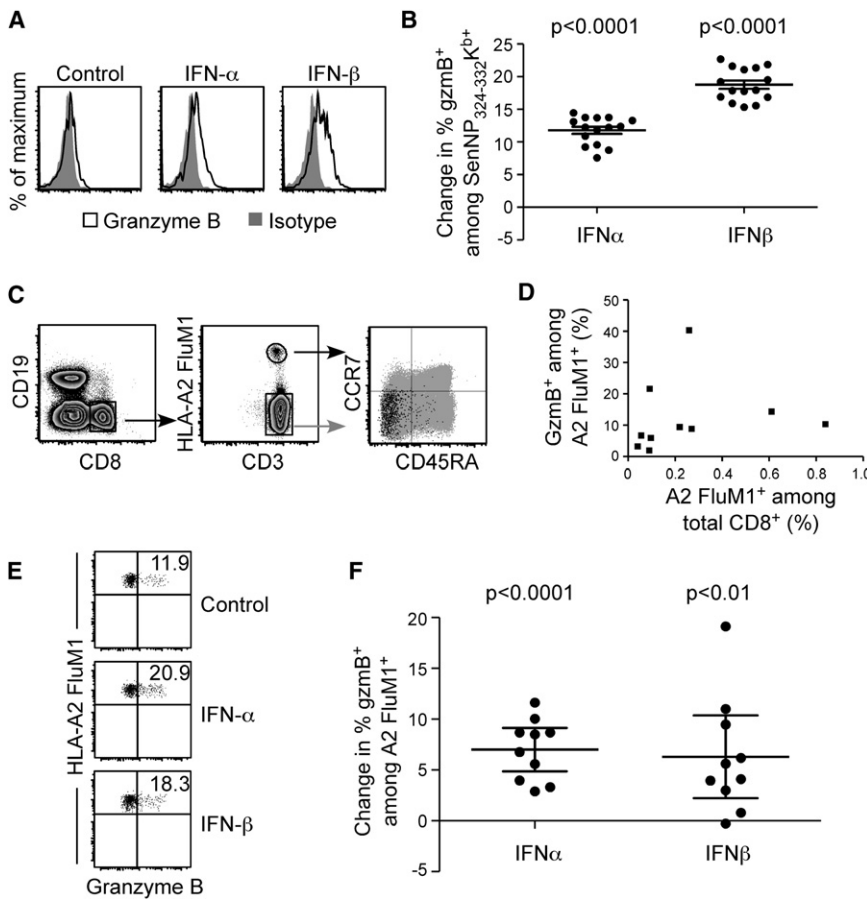 A
Control
IFN-α
IFN-β
% of maximum
Granzyme B
Isotype
B
p<0.0001
p<0.0001
Change in % gzmB+
among SenNP324-332Kb+
25
20
15
10
5
0
-5
IFNα
IFNβ
C
CD19
CD8
HLA-A2 FluM1
CD3
CCR7
CD45RA
D
GzmB+ among
A2 FluM1+ (%)
50
40
30
20
10
0
0
0.2
0.4
0.6
0.8
1.0
A2 FluM1+ among
total CD8+ (%)
E
HLA-A2 FluM1
11.9
Control
20.9
IFN-α
18.3
IFN-β
Granzyme B
F
p<0.0001
p<0.01
Change in % gzmB+
among A2 FluM1+
20
15
10
5
0
-5
IFNα
IFNβ